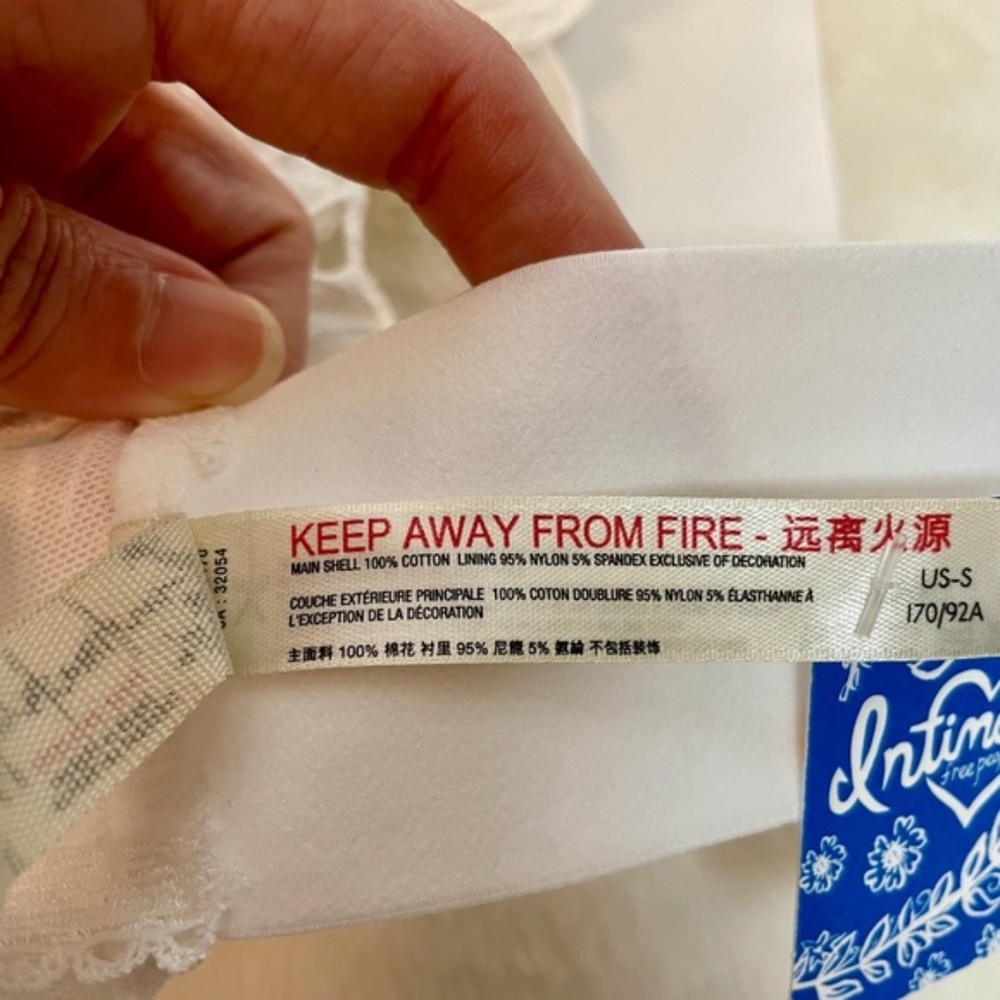 KEEP AWAY FROM FIRE - 远离火源
MAIN SHELL 100% COTTON LINING 95% NYLON 5% SPANDEX EXCLUSIVE OF DECORATION
COUCHE EXTÉRIEURE PRINCIPALE 100% COTON DOUBLURE 95% NYLON 5% ÉLASTHANNE À
L'EXCEPTION DE LA DÉCORATION
主面料 100% 棉花 衬里 95% 尼龍 5% 氨綸 不包括装饰
US-S
170/92A
: 32054
free